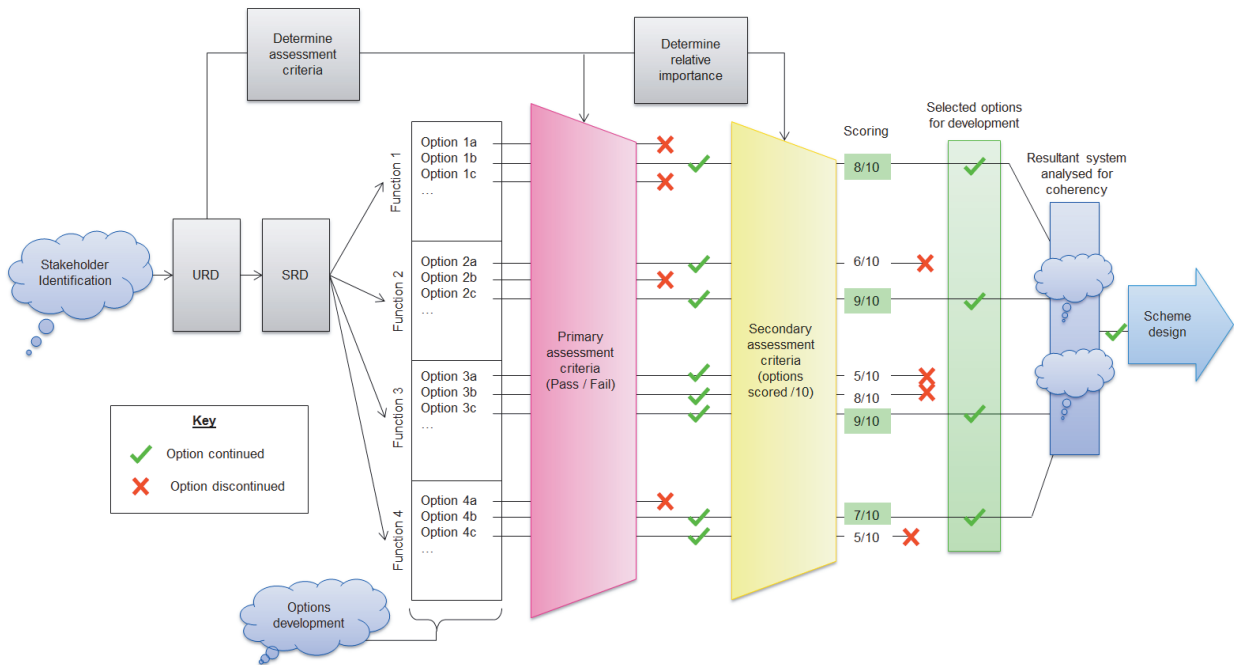 Determine
assessment
criteria
Determine
relative
importance
Stakeholder
Identification
URD
SRD
Function 1
Option 1a
Option 1b
Option 1c
...
Function 2
Option 2a
Option 2b
Option 2c
...
Function 3
Option 3a
Option 3b
Option 3c
...
Function 4
Option 4a
Option 4b
Option 4c
...
Options
development
Primary
assessment
criteria
(Pass / Fail)
Secondary
assessment
criteria
(options
scored /10)
Scoring
8/10
6/10
9/10
5/10
8/10
9/10
7/10
5/10
Selected options
for development
Resultant system
analysed for
coherency
Scheme
design
Key
Option continued
Option discontinued